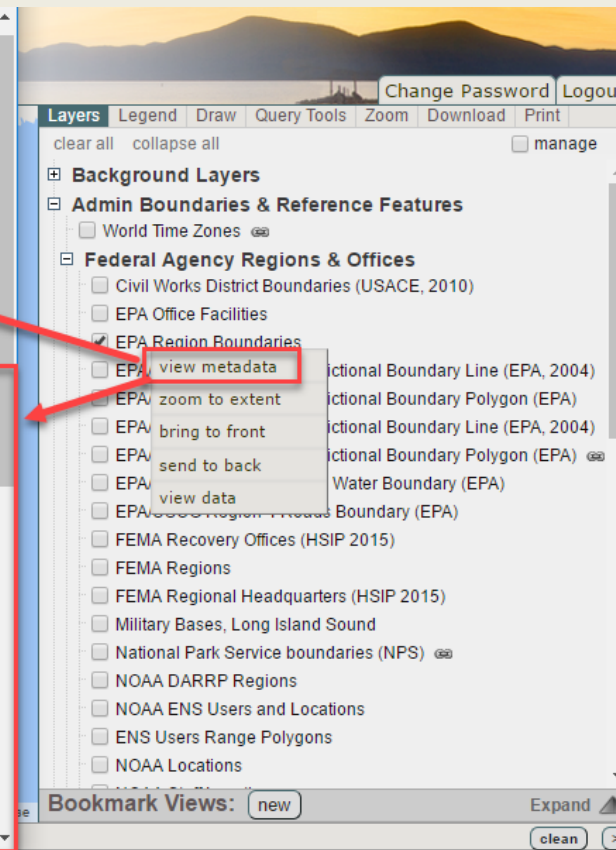 Change Password Logou
Layers Legend Draw Query Tools Zoom Download Print
clear all collapse all manage
Background Layers
Admin Boundaries & Reference Features
World Time Zones
Federal Agency Regions & Offices
Civil Works District Boundaries (USACE, 2010)
EPA Office Facilities
EPA Region Boundaries
view metadata
EPA/ ictional Boundary Line (EPA, 2004)
zoom to extent
EPA/ ictional Boundary Polygon (EPA)
bring to front
EPA/ ictional Boundary Line (EPA, 2004)
send to back
EPA/ ictional Boundary Polygon (EPA)
EPA/ Water Boundary (EPA)
view data
EPA/ Boundary (EPA)
FEMA Recovery Offices (HSIP 2015)
FEMA Regions
FEMA Regional Headquarters (HSIP 2015)
Military Bases, Long Island Sound
National Park Service boundaries (NPS)
NOAA DARRP Regions
NOAA ENS Users and Locations
ENS Users Range Polygons
NOAA Locations
Bookmark Views: new Expand
clean